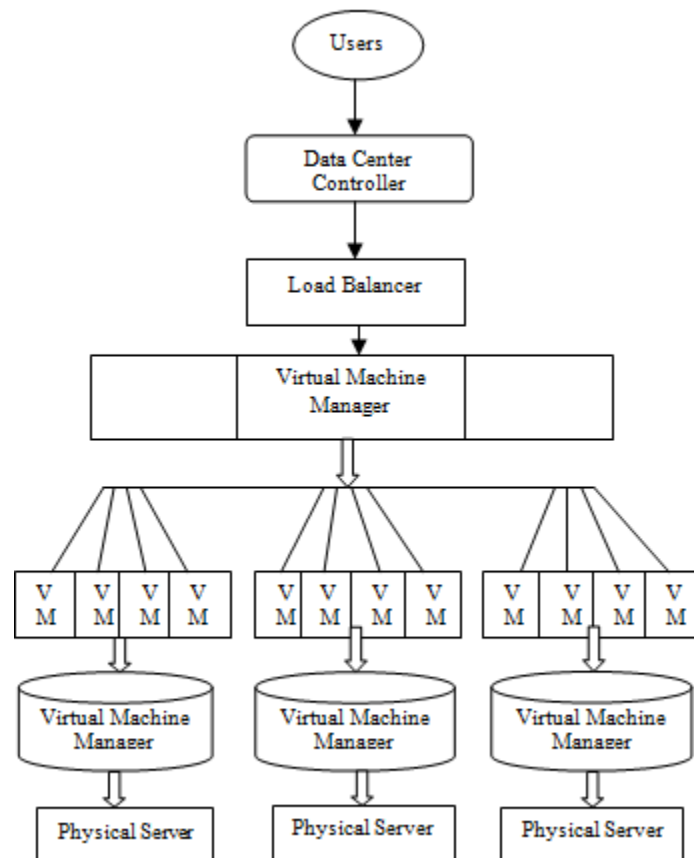 Users
Data Center
Controller
Load Balancer
Virtual Machine
Manager
V V V V V V V V V V V V
M M M M M M M M M M M M
Virtual Machine Virtual Machine Virtual Machine
Manager Manager Manager
Physical Server Physical Server Physical Server